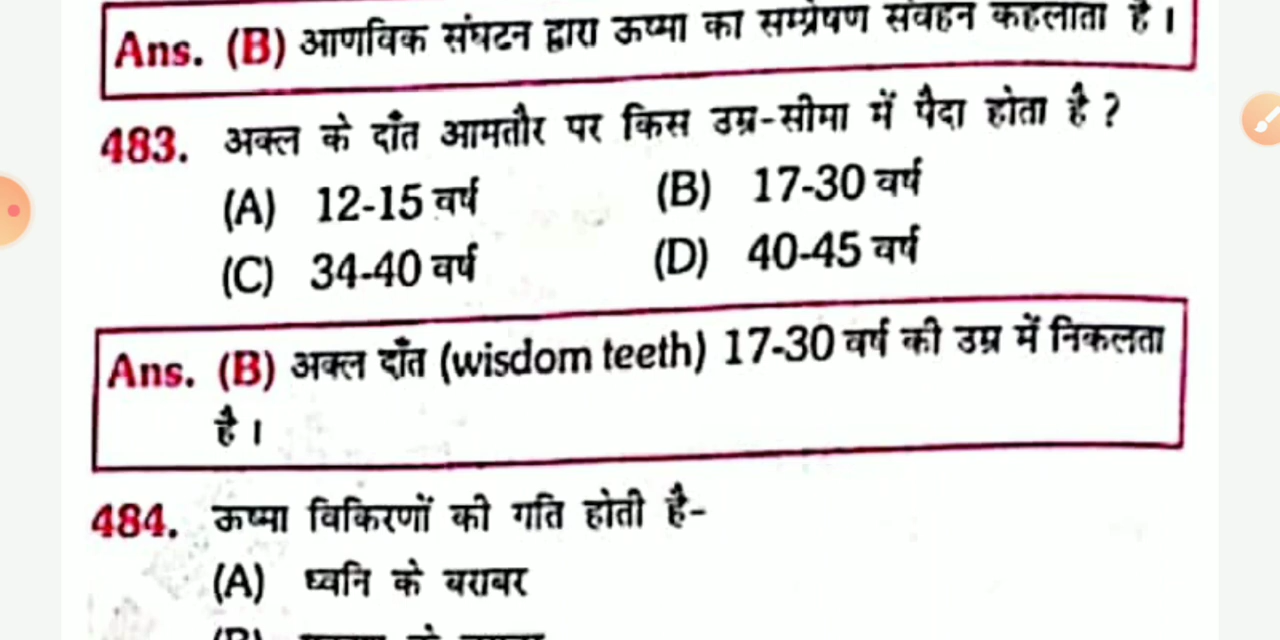 Ans. (B) आणविक संघटन द्वारा ऊष्मा का सम्प्रेषण संवहन कहलाता है ।
483. अक्ल के दाँत आमतौर पर किस उम्र-सीमा में पैदा होता है ?
(A) 12-15 वर्ष (B) 17-30 वर्ष
(C) 34-40 वर्ष (D) 40-45 वर्ष
Ans. (B) अक्ल दाँत (wisdom teeth) 17-30 वर्ष की उम्र में निकलता
है ।
484. ऊष्मा विकिरणों की गति होती है-
(A) ध्वनि के बराबर